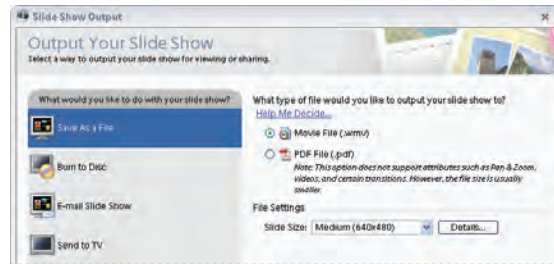 Slide Show Output
Output Your Slide Show
Select a way to output your slide show for viewing or sharing.
What would you like to do with your slide show?
Save As a File
Burn to Disc
E-mail Slide Show
Send to TV
What type of file would you like to output your slide show to?
Help Me Decide...
Movie File (.wmv)
PDF File (.pdf)
Note: This option does not support attributes such as Pan & Zoom,
videos, and certain transitions. However, the file size is usually
smaller.
File Settings
Slide Size: Medium (640x480) Details...